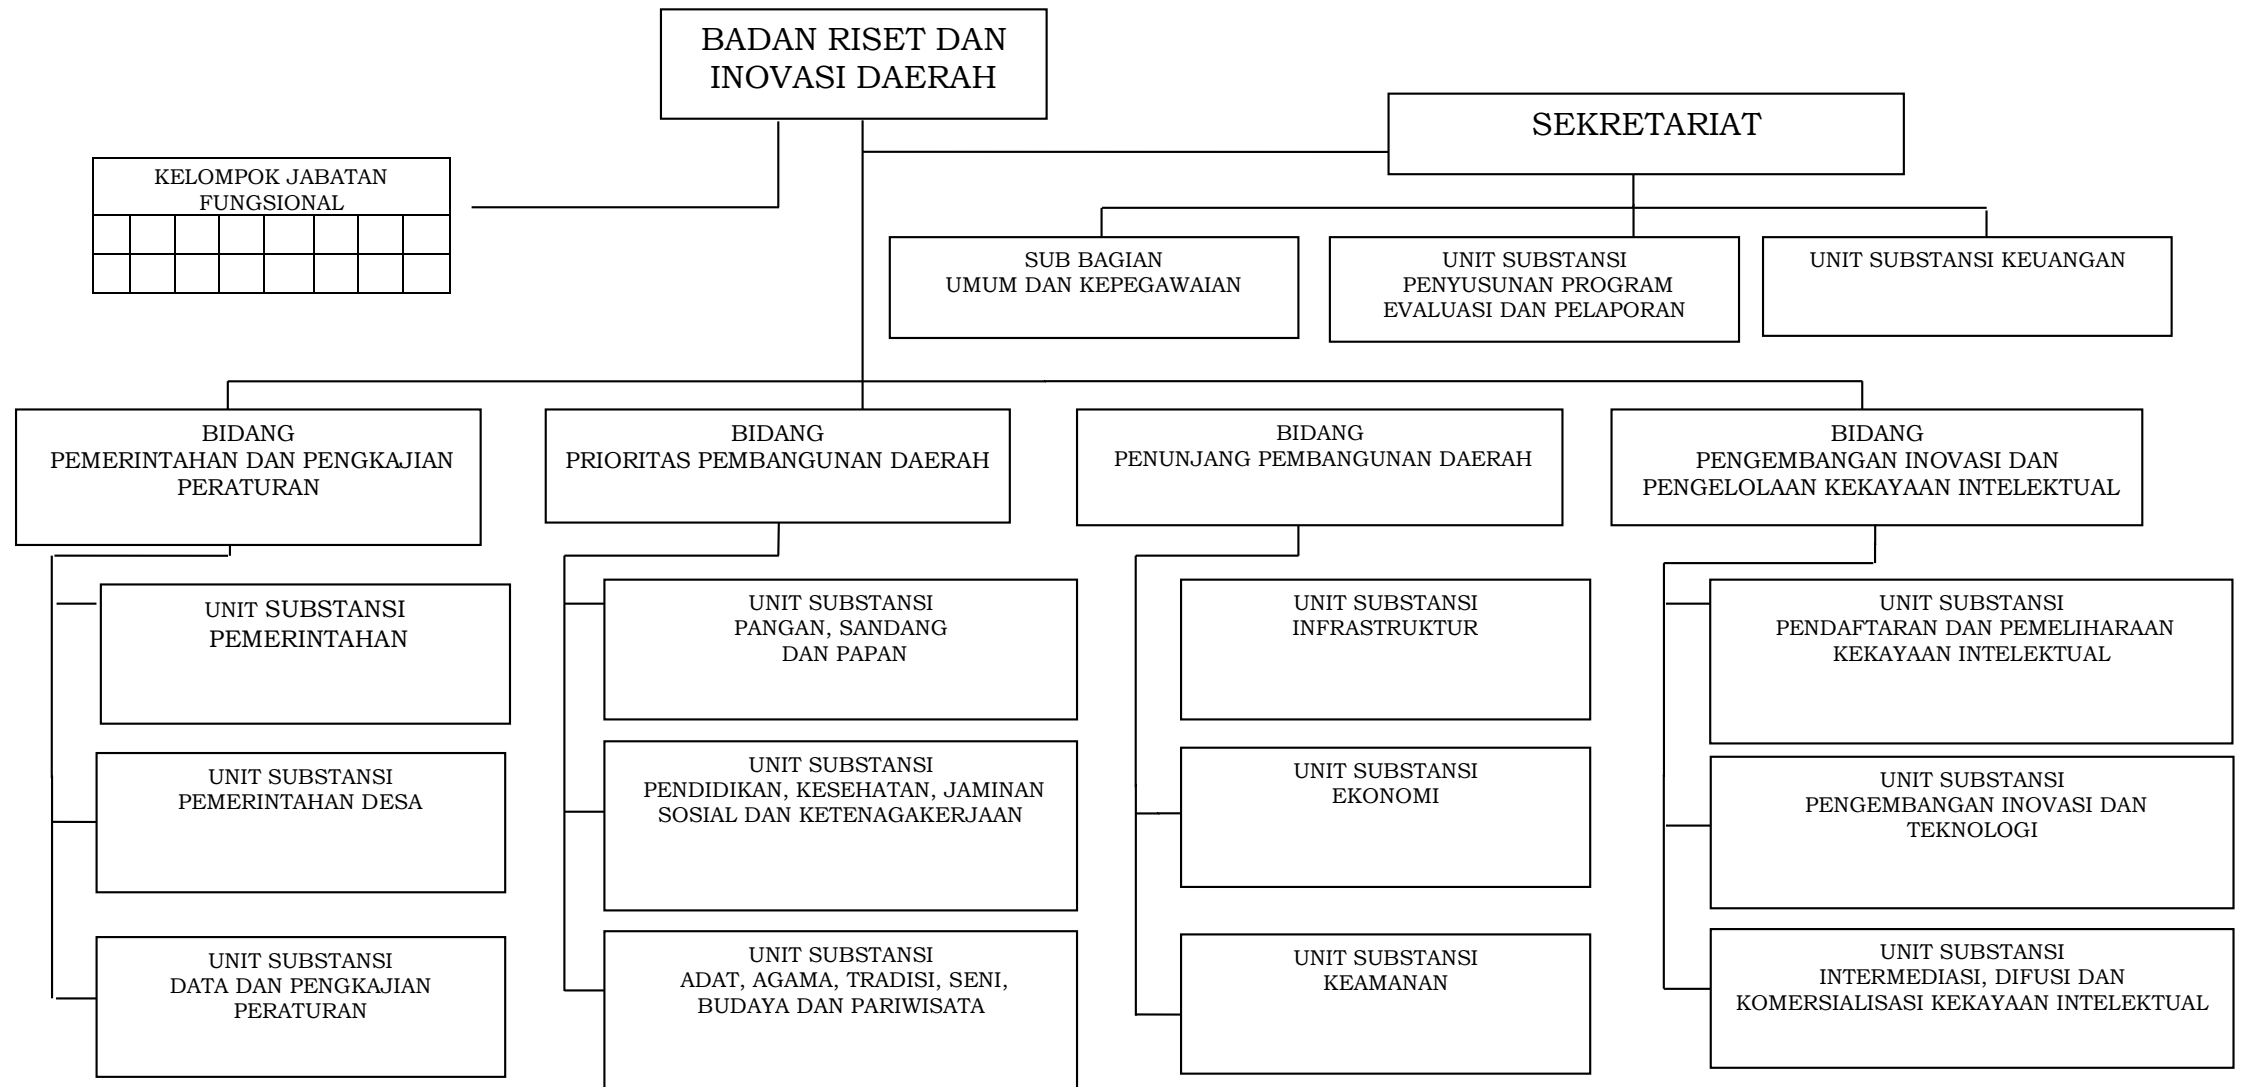 BADAN RISET DAN
INOVASI DAERAH
SEKRETARIAT
KELOMPOK JABATAN
FUNGSIONAL
SUB BAGIAN
UMUM DAN KEPEGAWAIAN
UNIT SUBSTANSI
PENYUSUNAN PROGRAM
EVALUASI DAN PELAPORAN
UNIT SUBSTANSI KEUANGAN
BIDANG
PEMERINTAHAN DAN PENGKAJIAN
PERATURAN
BIDANG
PRIORITAS PEMBANGUNAN DAERAH
BIDANG
PENUNJANG PEMBANGUNAN DAERAH
BIDANG
PENGEMBANGAN INOVASI DAN
PENGELOLAAN KEKAYAAN INTELEKTUAL
UNIT SUBSTANSI
PEMERINTAHAN
UNIT SUBSTANSI
PEMERINTAHAN DESA
UNIT SUBSTANSI
DATA DAN PENGKAJIAN
PERATURAN
UNIT SUBSTANSI
PANGAN, SANDANG
DAN PAPAN
UNIT SUBSTANSI
PENDIDIKAN, KESEHATAN, JAMINAN
SOSIAL DAN KETENAGAKERJAAN
UNIT SUBSTANSI
ADAT, AGAMA, TRADISI, SENI,
BUDAYA DAN PARIWISATA
UNIT SUBSTANSI
INFRASTRUKTUR
UNIT SUBSTANSI
EKONOMI
UNIT SUBSTANSI
KEAMANAN
UNIT SUBSTANSI
PENDAFTARAN DAN PEMELIHARAAN
KEKAYAAN INTELEKTUAL
UNIT SUBSTANSI
PENGEMBANGAN INOVASI DAN
TEKNOLOGI
UNIT SUBSTANSI
INTERMEDIASI, DIFUSI DAN
KOMERSIALISASI KEKAYAAN INTELEKTUAL